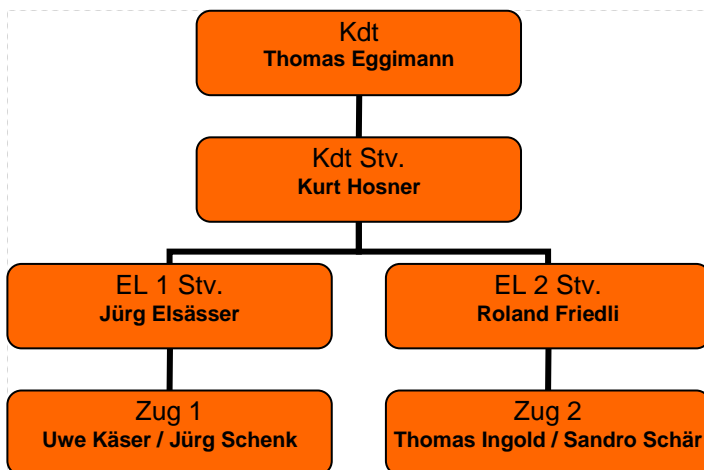 Kdt
Thomas Eggimann
Kdt Stv.
Kurt Hosner
EL 1 Stv.
Jürg Elsässer
EL 2 Stv.
Roland Friedli
Zug 1
Uwe Käser / Jürg Schenk
Zug 2
Thomas Ingold / Sandro Schär